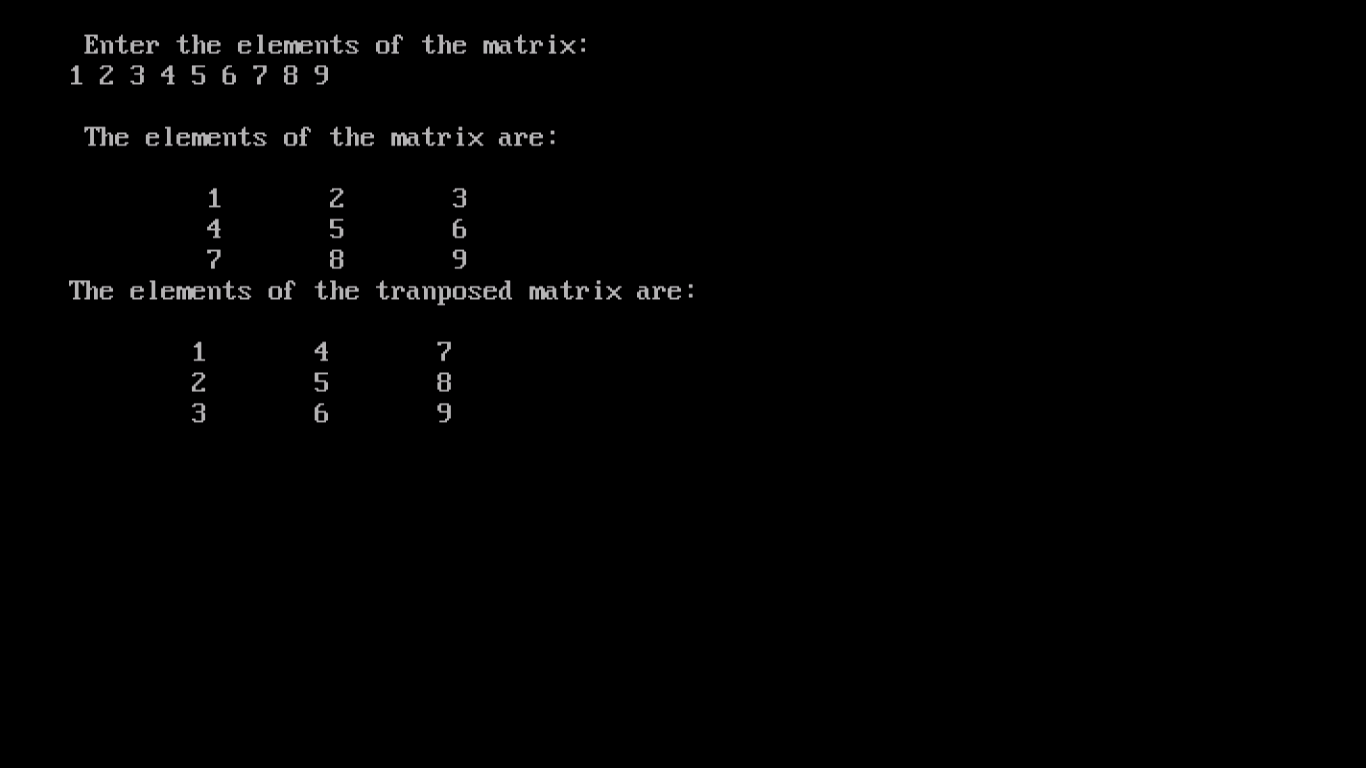 Enter the elements of the matrix:
1 2 3 4 5 6 7 8 9
The elements of the matrix are:
1 2 3
4 5 6
7 8 9
The elements of the tranposed matrix are:
1 4 7
2 5 8
3 6 9